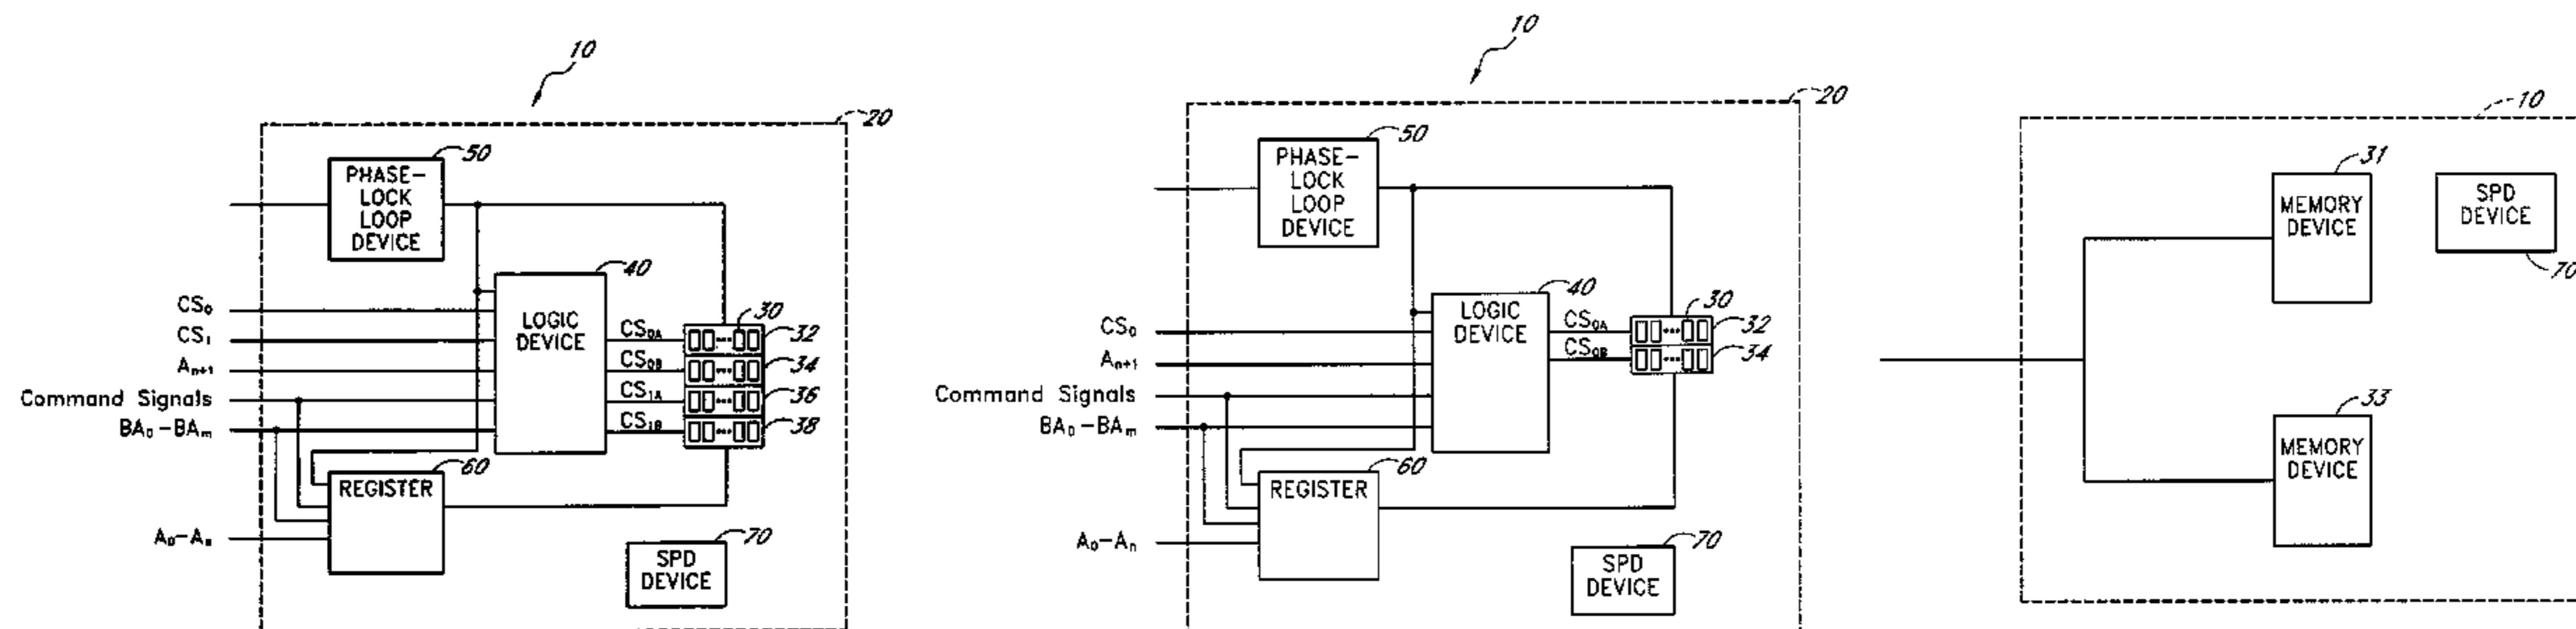 10
20
50
PHASE-
LOCK
LOOP
DEVICE
40
CS₀
CS₁
Aₙ₊₁
Command Signals
BA₀-BAₘ
LOGIC
DEVICE
CS₀A
CS₀B
CS₁A
CS₁B
30
32
34
36
38
60
REGISTER
A₀-Aₙ
70
SPD
DEVICE
10
20
50
PHASE-
LOCK
LOOP
DEVICE
40
CS₀
Aₙ₊₁
Command Signals
BA₀-BAₘ
LOGIC
DEVICE
CS₀A
CS₀B
30
32
34
60
REGISTER
A₀-Aₙ
70
SPD
DEVICE
10
31
MEMORY
DEVICE
SPD
DEVICE
70
33
MEMORY
DEVICE